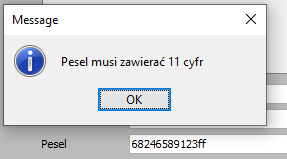 Message
Pesel musi zawierać 11 cyfr
OK
Pesel 68246589123ff